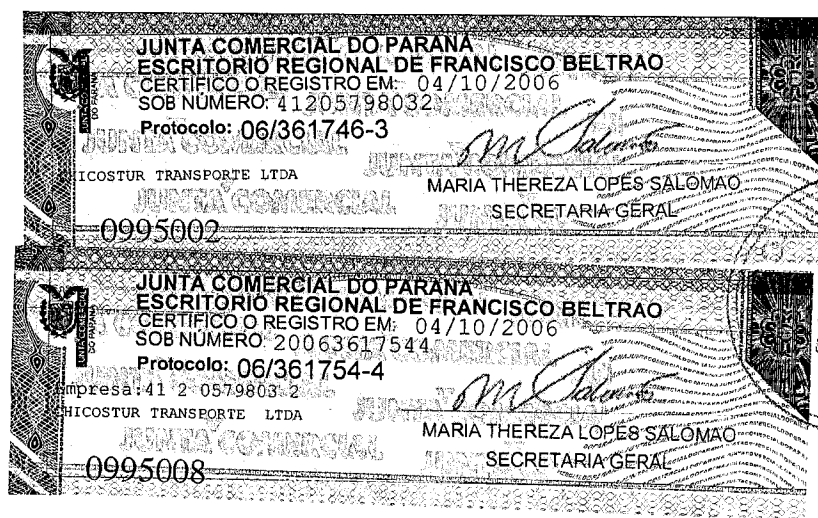 JUNTA COMERCIAL DO PARANA
ESCRITORIO REGIONAL DE FRANCISCO BELTRAO
CERTIFICO O REGISTRO EM: 04/10/2006
SOB NÚMERO: 41205798032
Protocolo: 06/361746-3
HICOSTUR TRANSPORTE LTDA
MARIA THEREZA LOPES SALOMAO
SECRETARIA GERAL
0995002
JUNTA COMERCIAL DO PARANA
ESCRITORIO REGIONAL DE FRANCISCO BELTRAO
CERTIFICO O REGISTRO EM: 04/10/2006
SOB NÚMERO: 20063617544
Protocolo: 06/361754-4
mpresa:41 2 0579803 2
HICOSTUR TRANSPORTE LTDA
MARIA THEREZA LOPES SALOMAO
SECRETARIA GERAL
0995008